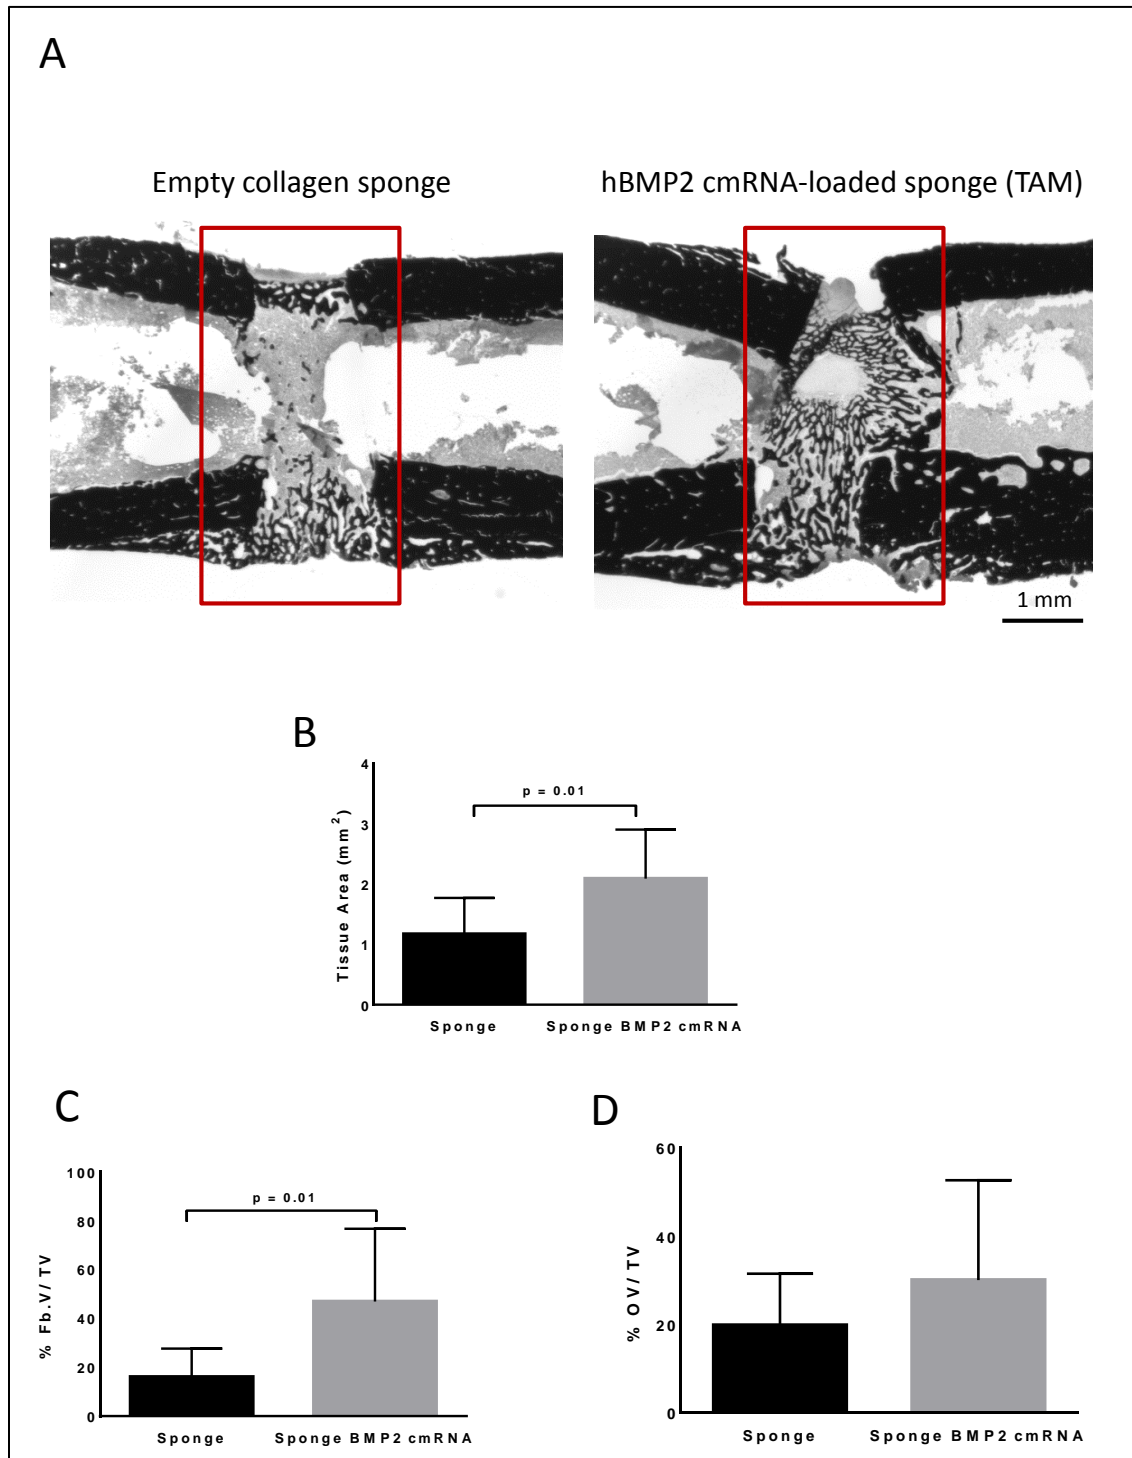 A
Empty collagen sponge
hBMP2 cmRNA-loaded sponge (TAM)
1 mm
B
Tissue Area (mm²)
4
3
2
1
0
p = 0.01
Sponge
Sponge BMP2 cmRNA
C
% Fb.V/ TV
100
80
60
40
20
0
p = 0.01
Sponge
Sponge BMP2 cmRNA
D
% OV/ TV
60
40
20
0
Sponge
Sponge BMP2 cmRNA